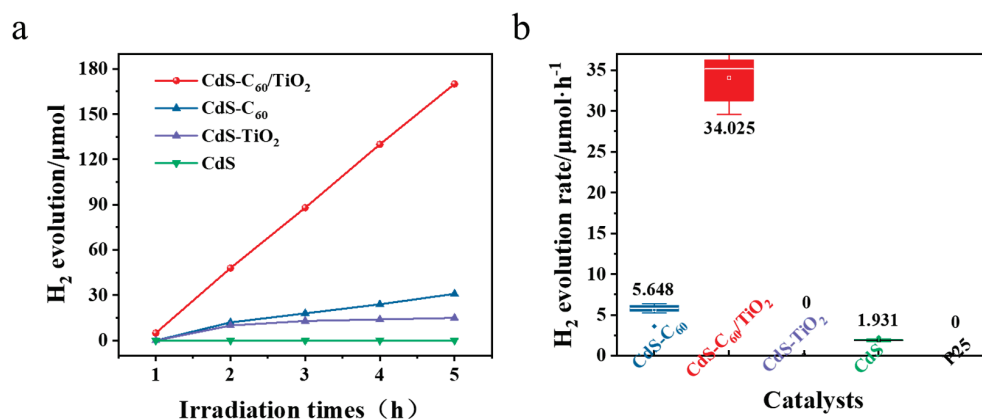 a
H₂ evolution/μmol
180
150
120
90
60
30
0
CdS-C₆₀/TiO₂
CdS-C₆₀
CdS-TiO₂
CdS
1 2 3 4 5
Irradiation times（h）
b
H₂ evolution rate/μmol·h⁻¹
35
30
25
20
15
10
5
0
34.025
5.648
0
1.931
0
CdS-C₆₀
CdS-C₆₀/TiO₂
CdS-TiO₂
CdS
P25
Catalysts